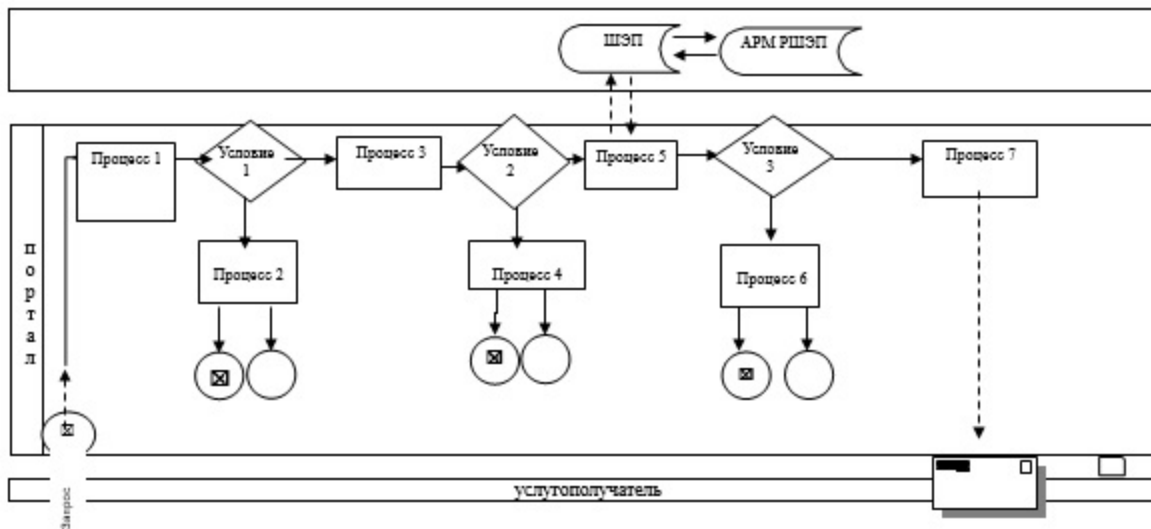 ШЭП
АРМ РШЭП
Процесс 1
Условие
1
Процесс 3
Условие
2
Процесс 5
Условие
3
Процесс 7
портал
Процесс 2
Процесс 4
Процесс 6
Запрос
услугополучатель